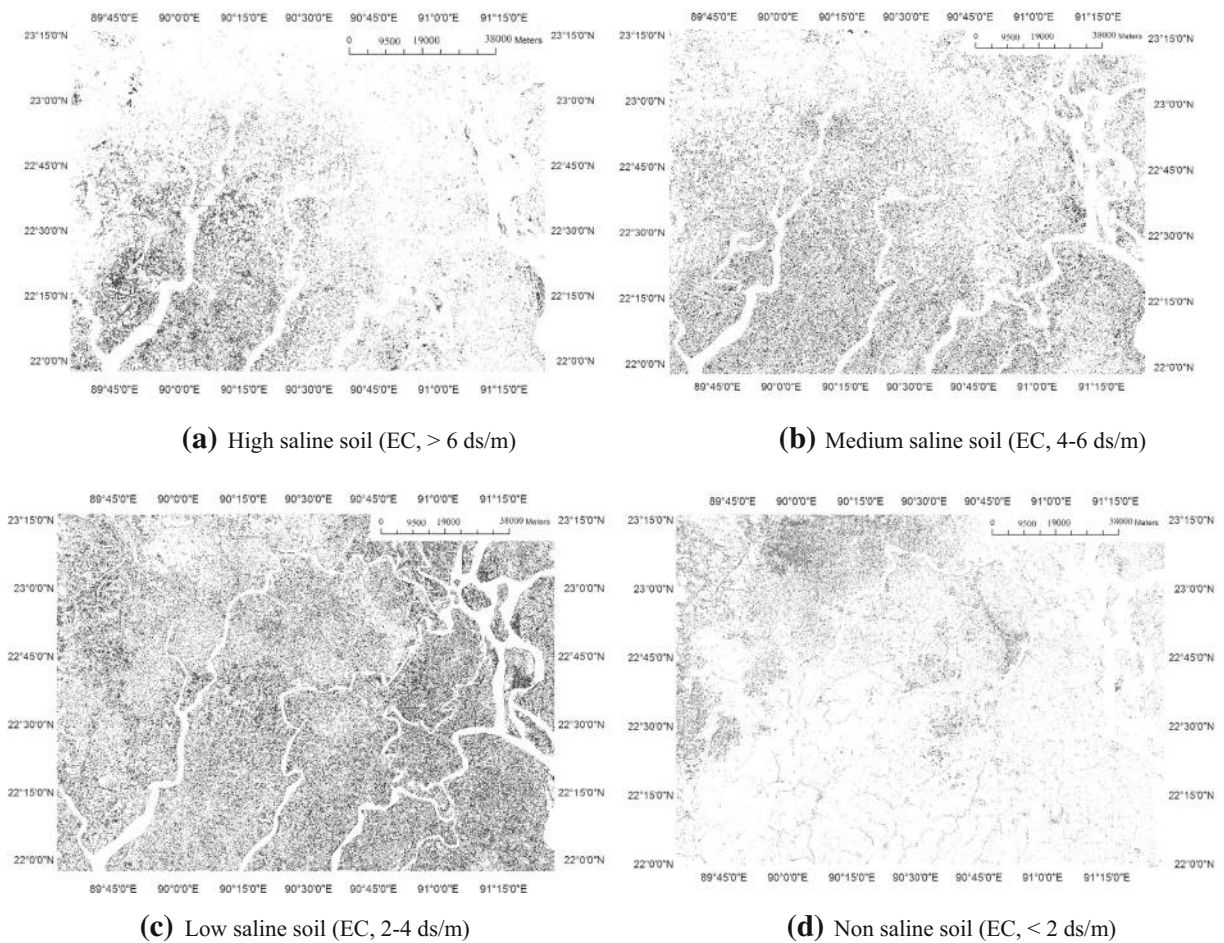 89°45'0"E 90°0'0"E 90°15'0"E 90°30'0"E 90°45'0"E 91°0'0"E 91°15'0"E
23°15'0"N 23°15'0"N
0 9500 19000 38000 Meters
23°0'0"N 23°0'0"N
22°45'0"N 22°45'0"N
22°30'0"N 22°30'0"N
22°15'0"N 22°15'0"N
22°0'0"N 22°0'0"N
89°45'0"E 90°0'0"E 90°15'0"E 90°30'0"E 90°45'0"E 91°0'0"E 91°15'0"E
(a) High saline soil (EC, > 6 ds/m)
89°45'0"E 90°0'0"E 90°15'0"E 90°30'0"E 90°45'0"E 91°0'0"E 91°15'0"E
23°15'0"N 23°15'0"N
0 9500 19000 38000 Meters
23°0'0"N 23°0'0"N
22°45'0"N 22°45'0"N
22°30'0"N 22°30'0"N
22°15'0"N 22°15'0"N
22°0'0"N 22°0'0"N
89°45'0"E 90°0'0"E 90°15'0"E 90°30'0"E 90°45'0"E 91°0'0"E 91°15'0"E
(b) Medium saline soil (EC, 4-6 ds/m)
89°45'0"E 90°0'0"E 90°15'0"E 90°30'0"E 90°45'0"E 91°0'0"E 91°15'0"E
23°15'0"N 23°15'0"N
0 9500 19000 38000 Meters
23°0'0"N 23°0'0"N
22°45'0"N 22°45'0"N
22°30'0"N 22°30'0"N
22°15'0"N 22°15'0"N
22°0'0"N 22°0'0"N
89°45'0"E 90°0'0"E 90°15'0"E 90°30'0"E 90°45'0"E 91°0'0"E 91°15'0"E
(c) Low saline soil (EC, 2-4 ds/m)
89°45'0"E 90°0'0"E 90°15'0"E 90°30'0"E 90°45'0"E 91°0'0"E 91°15'0"E
23°15'0"N 23°15'0"N
0 9500 19000 38000 Meters
23°0'0"N 23°0'0"N
22°45'0"N 22°45'0"N
22°30'0"N 22°30'0"N
22°15'0"N 22°15'0"N
22°0'0"N 22°0'0"N
89°45'0"E 90°0'0"E 90°15'0"E 90°30'0"E 90°45'0"E 91°0'0"E 91°15'0"E
(d) Non saline soil (EC, < 2 ds/m)